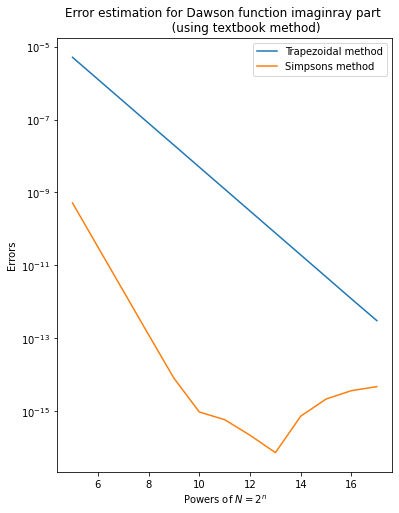 Error estimation for Dawson function imaginray part
(using textbook method)
Trapezoidal method
Simpsons method
Errors
10⁻⁵
10⁻⁷
10⁻⁹
10⁻¹¹
10⁻¹³
10⁻¹⁵
6 8 10 12 14 16
Powers of N = 2ⁿ